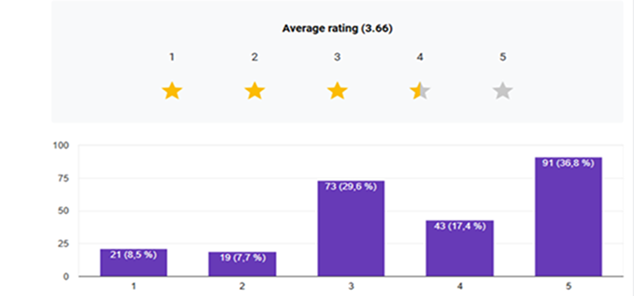 Average rating (3.66)
1 2 3 4 5
100
75
50
25
0
21 (8,5 %)
19 (7,7 %)
73 (29,6 %)
43 (17,4 %)
91 (36,8 %)
1 2 3 4 5